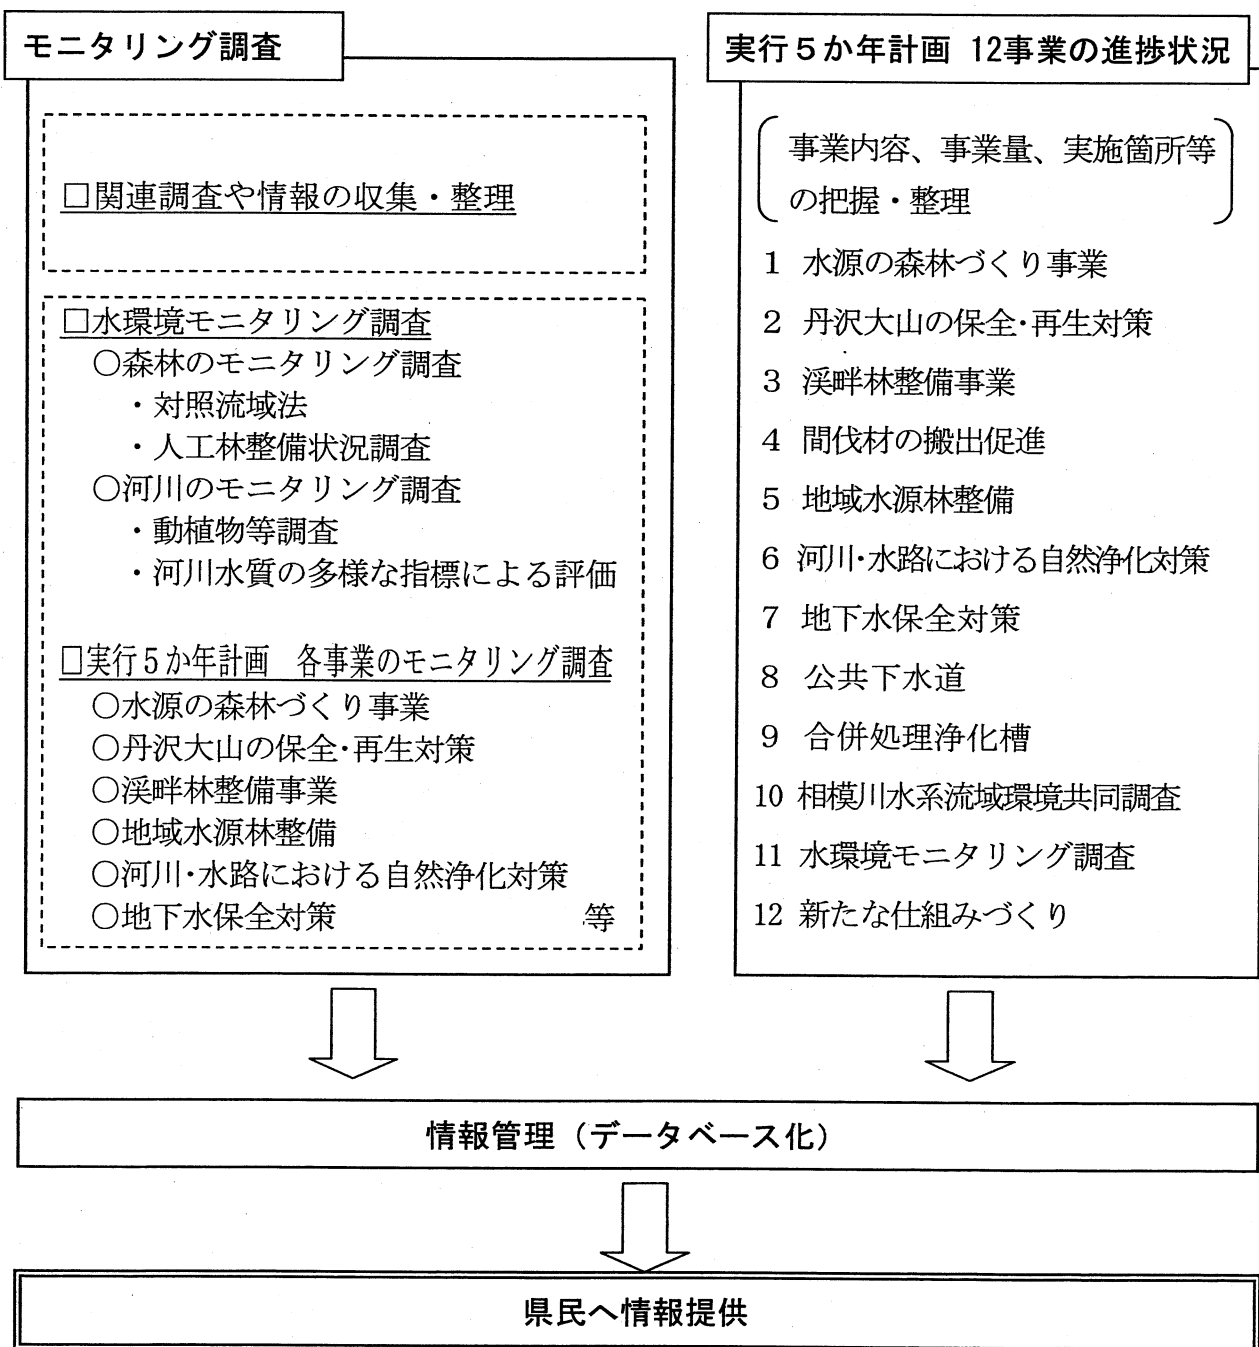 モニタリング調査
□関連調査や情報の収集・整理
□水環境モニタリング調査
○森林のモニタリング調査
・対照流域法
・人工林整備状況調査
○河川のモニタリング調査
・動植物等調査
・河川水質の多様な指標による評価
□実行5か年計画 各事業のモニタリング調査
○水源の森林づくり事業
○丹沢大山の保全・再生対策
○渓畔林整備事業
○地域水源林整備
○河川・水路における自然浄化対策
○地下水保全対策 等
実行5か年計画 12事業の進捗状況
事業内容、事業量、実施箇所等
の把握・整理
1 水源の森林づくり事業
2 丹沢大山の保全・再生対策
3 渓畔林整備事業
4 間伐材の搬出促進
5 地域水源林整備
6 河川・水路における自然浄化対策
7 地下水保全対策
8 公共下水道
9 合併処理浄化槽
10 相模川水系流域環境共同調査
11 水環境モニタリング調査
12 新たな仕組みづくり
情報管理（データベース化）
県民へ情報提供